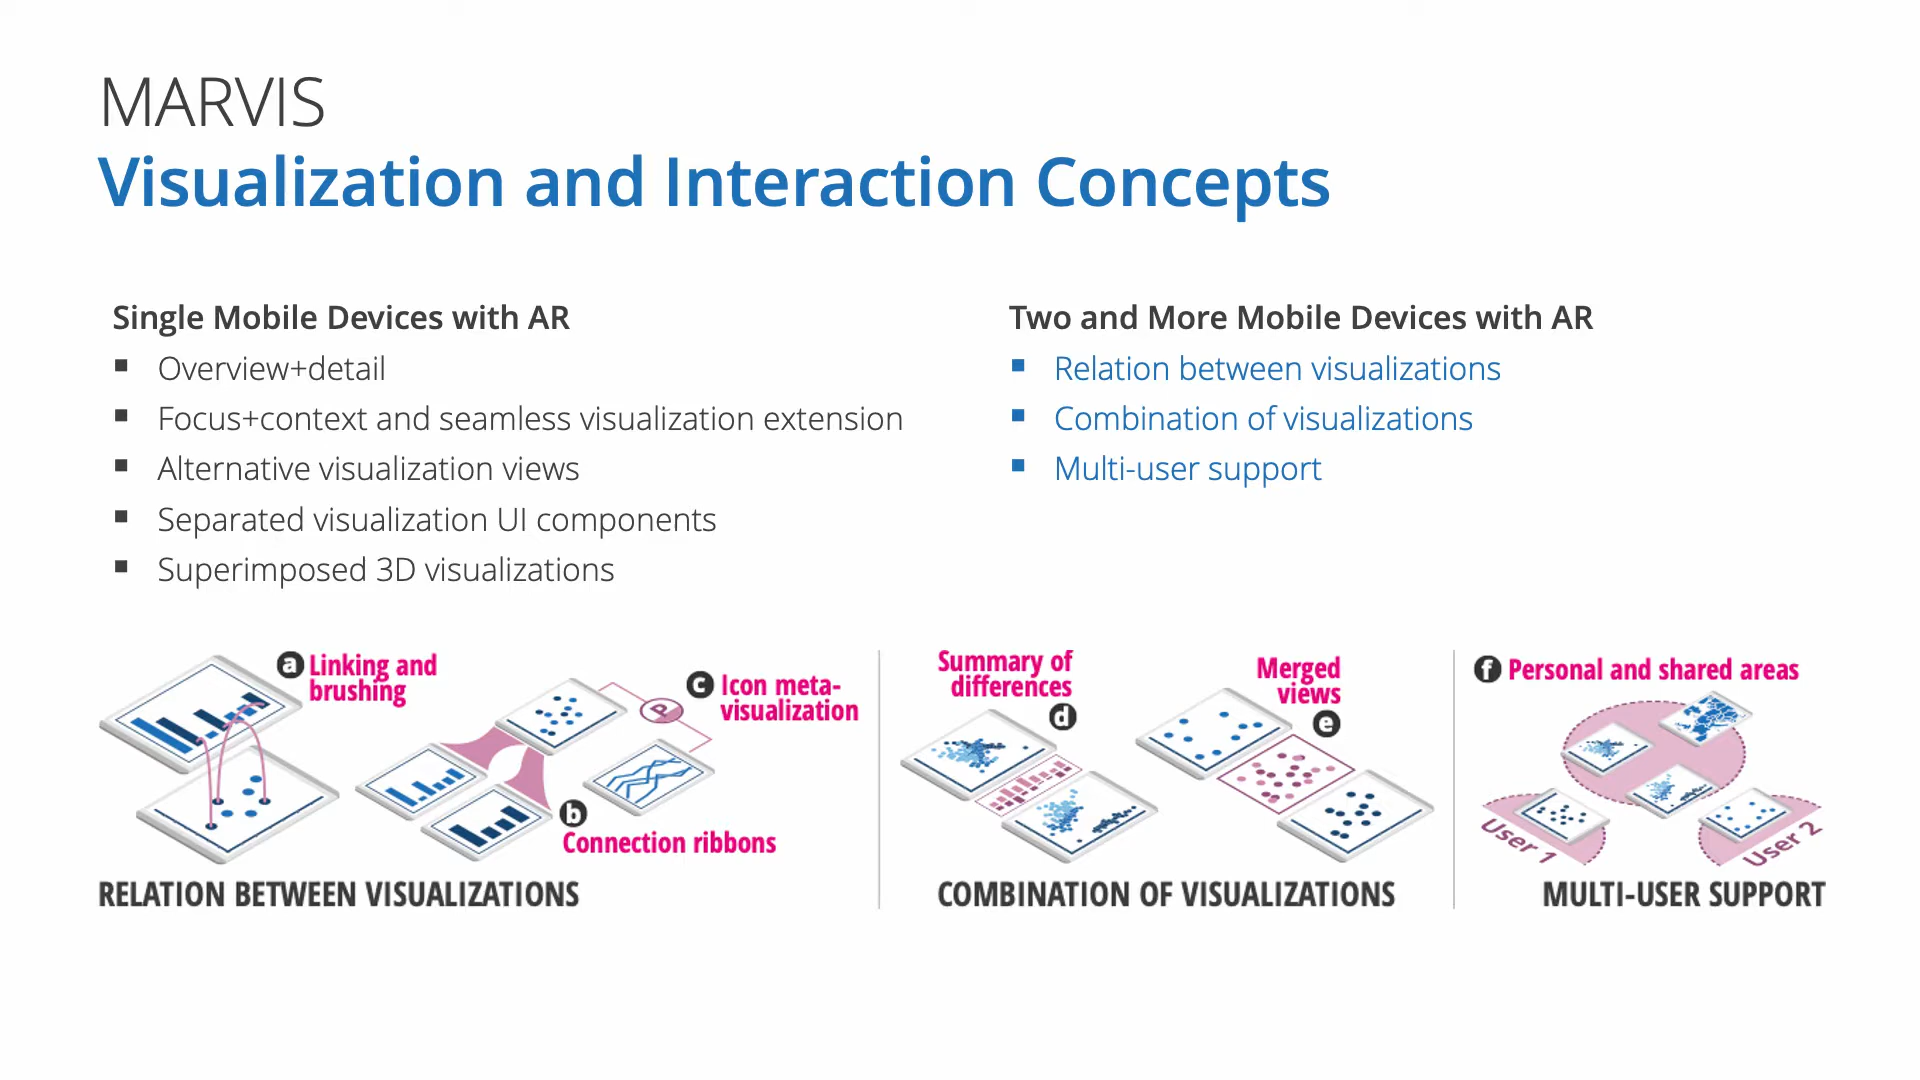 MARVIS
Visualization and Interaction Concepts
Single Mobile Devices with AR
Overview+detail
Focus+context and seamless visualization extension
Alternative visualization views
Separated visualization UI components
Superimposed 3D visualizations
Two and More Mobile Devices with AR
Relation between visualizations
Combination of visualizations
Multi-user support
a Linking and
brushing
c Icon meta-
visualization
P
b
Connection ribbons
RELATION BETWEEN VISUALIZATIONS
Summary of
differences
d
Merged
views
e
COMBINATION OF VISUALIZATIONS
f Personal and shared areas
User 1
User 2
MULTI-USER SUPPORT